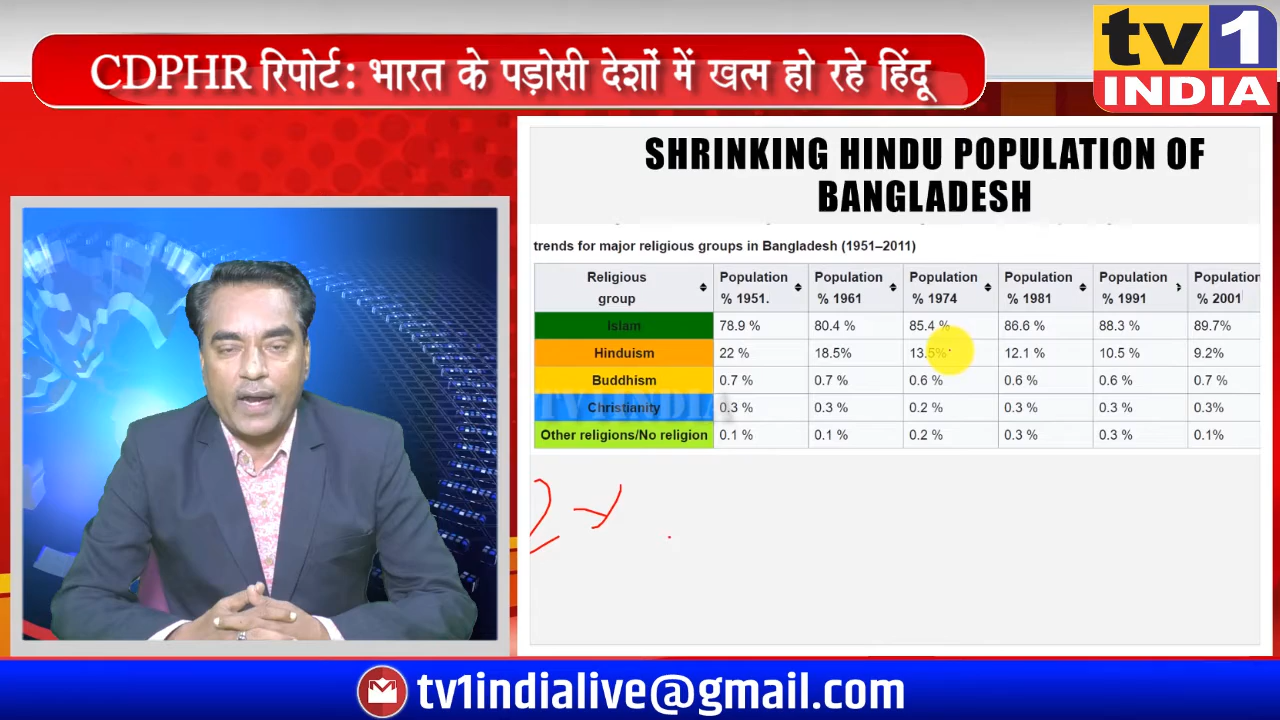 CDPHR रिपोर्ट: भारत के पड़ोसी देशों में खत्म हो रहे हिंदू
tv1
INDIA
SHRINKING HINDU POPULATION OF
BANGLADESH
trends for major religious groups in Bangladesh (1951–2011)
Religious group Population % 1951. Population % 1961 Population % 1974 Population % 1981 Population % 1991 Population % 2001
Islam 78.9 % 80.4 % 85.4 % 86.6 % 88.3 % 89.7%
Hinduism 22 % 18.5% 13.5% 12.1 % 10.5 % 9.2%
Buddhism 0.7 % 0.7 % 0.6 % 0.6 % 0.6 % 0.7 %
Christianity 0.3 % 0.3 % 0.2 % 0.3 % 0.3 % 0.3%
TV1 INDIA
Other religions/No religion 0.1 % 0.1 % 0.2 % 0.3 % 0.3 % 0.1%
tv1indialive@gmail.com